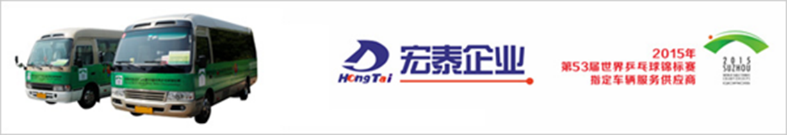 HongTai
宏泰企业
2015年
第53届世界乒乓球锦标赛
指定车辆服务供应商
2015
SUZHOU